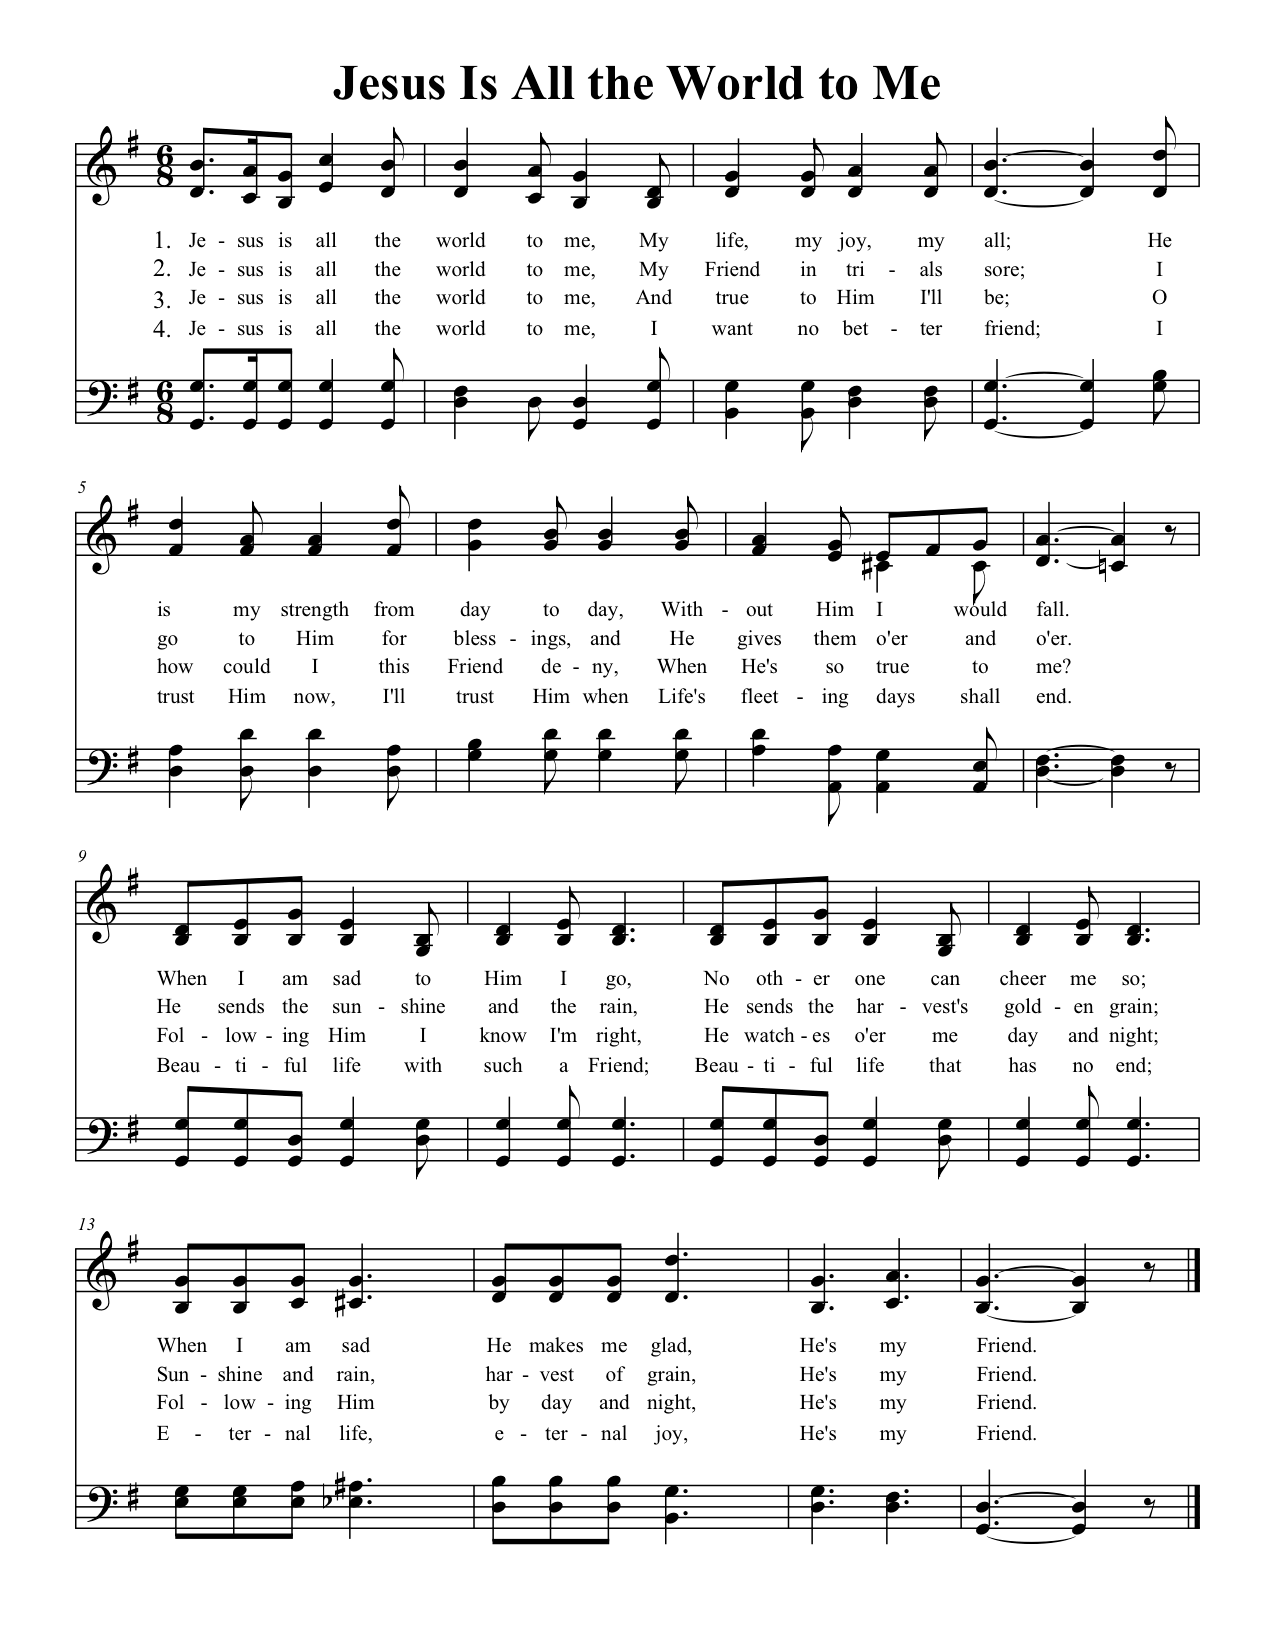 Jesus Is All the World to Me
6
8
1. Je - sus is all the world to me, My life, my joy, my all; He
2. Je - sus is all the world to me, My Friend in tri - als sore; I
3. Je - sus is all the world to me, And true to Him I'll be; O
4. Je - sus is all the world to me, I want no bet - ter friend; I
6
8
5
is my strength from day to day, With - out Him I would fall.
go to Him for bless - ings, and He gives them o'er and o'er.
how could I this Friend de - ny, When He's so true to me?
trust Him now, I'll trust Him when Life's fleet - ing days shall end.
9
When I am sad to Him I go, No oth - er one can cheer me so;
He sends the sun - shine and the rain, He sends the har - vest's gold - en grain;
Fol - low - ing Him I know I'm right, He watch - es o'er me day and night;
Beau - ti - ful life with such a Friend; Beau - ti - ful life that has no end;
13
When I am sad He makes me glad, He's my Friend.
Sun - shine and rain, har - vest of grain, He's my Friend.
Fol - low - ing Him by day and night, He's my Friend.
E - ter - nal life, e - ter - nal joy, He's my Friend.